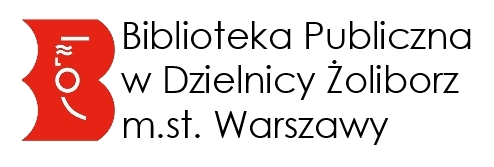 Biblioteka Publiczna
w Dzielnicy Żoliborz
m.st. Warszawy